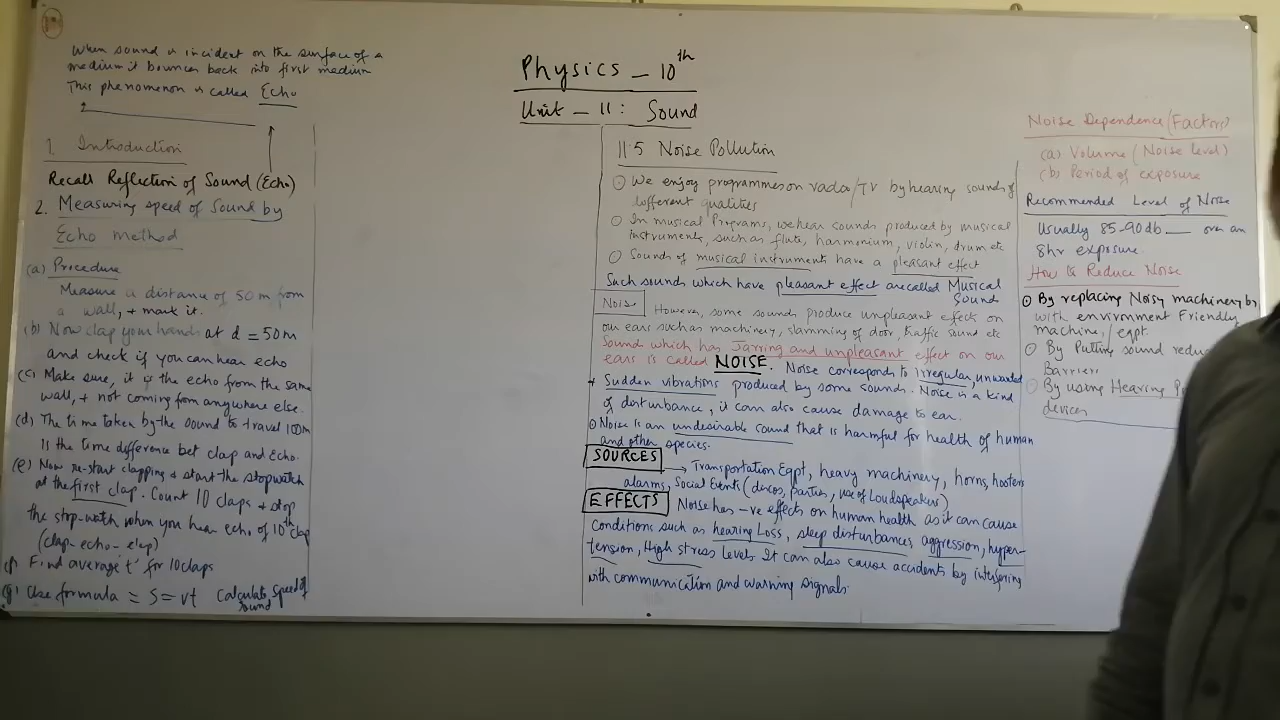 When sound is incident on the surface of a
medium it bounces back into first medium
This phenomenon is called Echo
1. Introduction
Recall Reflection of Sound (Echo)
2. Measuring speed of Sound by
Echo method
(a) Procedure
Measure a distance of 50 m from
a wall, + mark it.
(b) Now clap your hands at d = 50m
and check if you can hear echo
(c) Make sure, it is the echo from the same
wall, + not coming from anywhere else.
(d) The time taken by the sound to travel 100m
is the time difference bet clap and Echo.
(e) Now re-start clapping & start the stopwatch
at the first clap. Count 10 claps & stop
the stop-watch when you hear echo of 10th clap
(clap-echo-clap)
(f) Find average 't' for 10 claps
(g) Use formula = S = vt Calculate speed of
sound
Physics - 10th
Unit - 11: Sound
11.5 Noise Pollution
We enjoy programmes on radio/TV by hearing sounds of
different qualities
In musical Programs, we hear sounds produced by musical
instruments, such as flute, harmonium, violin, drum etc
Sounds of musical instruments have a pleasant effect
Such sounds which have pleasant effect are called Musical
Sound
Noise However, some sounds produce unpleasant effects on
our ears such as machinery, slamming of door, traffic sound etc
Sound which has Jarring and unpleasant effect on our
ears is called NOISE. Noise corresponds to irregular, unwanted
+ Sudden vibrations produced by some sounds. Noise is a kind
of disturbance, it can also cause damage to ear.
Noise is an undesirable sound that is harmful for health of human
and other species.
SOURCES → Transportation Eqpt, heavy machinery, horns, hooters
alarms, Social Events (discos, parties, use of Loudspeakers)
EFFECTS Noise has -ve effects on human health as it can cause
Conditions such as hearing Loss, sleep disturbances, aggression, hyper-
tension, High stress levels. It can also cause accidents by
with communication and warning signals.
Noise Dependence (Factors)
(a) Volume (Noise level)
(b) Period of exposure
Recommended Level of Noise
Usually 85-90db over an
8hr exposure.
How to Reduce Noise
By replacing Noisy machinery by
with environment Friendly
machine/eqpt.
By Putting sound
Barriers
By using Hearing
devices